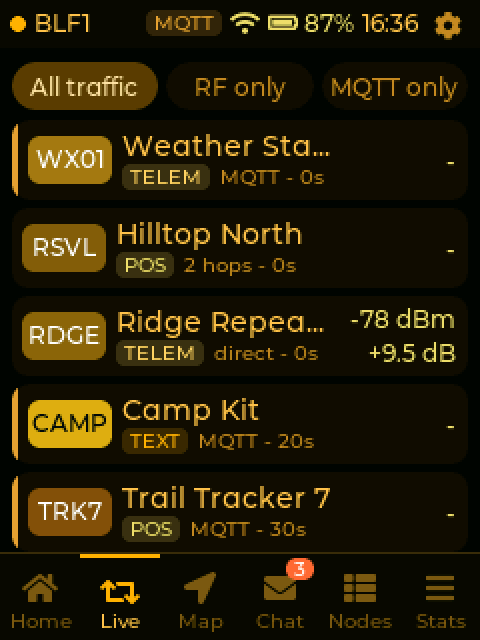 BLF1 MQTT 87% 16:36
All traffic RF only MQTT only
WX01 Weather Sta... -
TELEM MQTT - 0s
RSVL Hilltop North -
POS 2 hops - 0s
RDGE Ridge Repea... -78 dBm
TELEM direct - 0s +9.5 dB
CAMP Camp Kit -
TEXT MQTT - 20s
TRK7 Trail Tracker 7 -
POS MQTT - 30s
3
Home Live Map Chat Nodes Stats